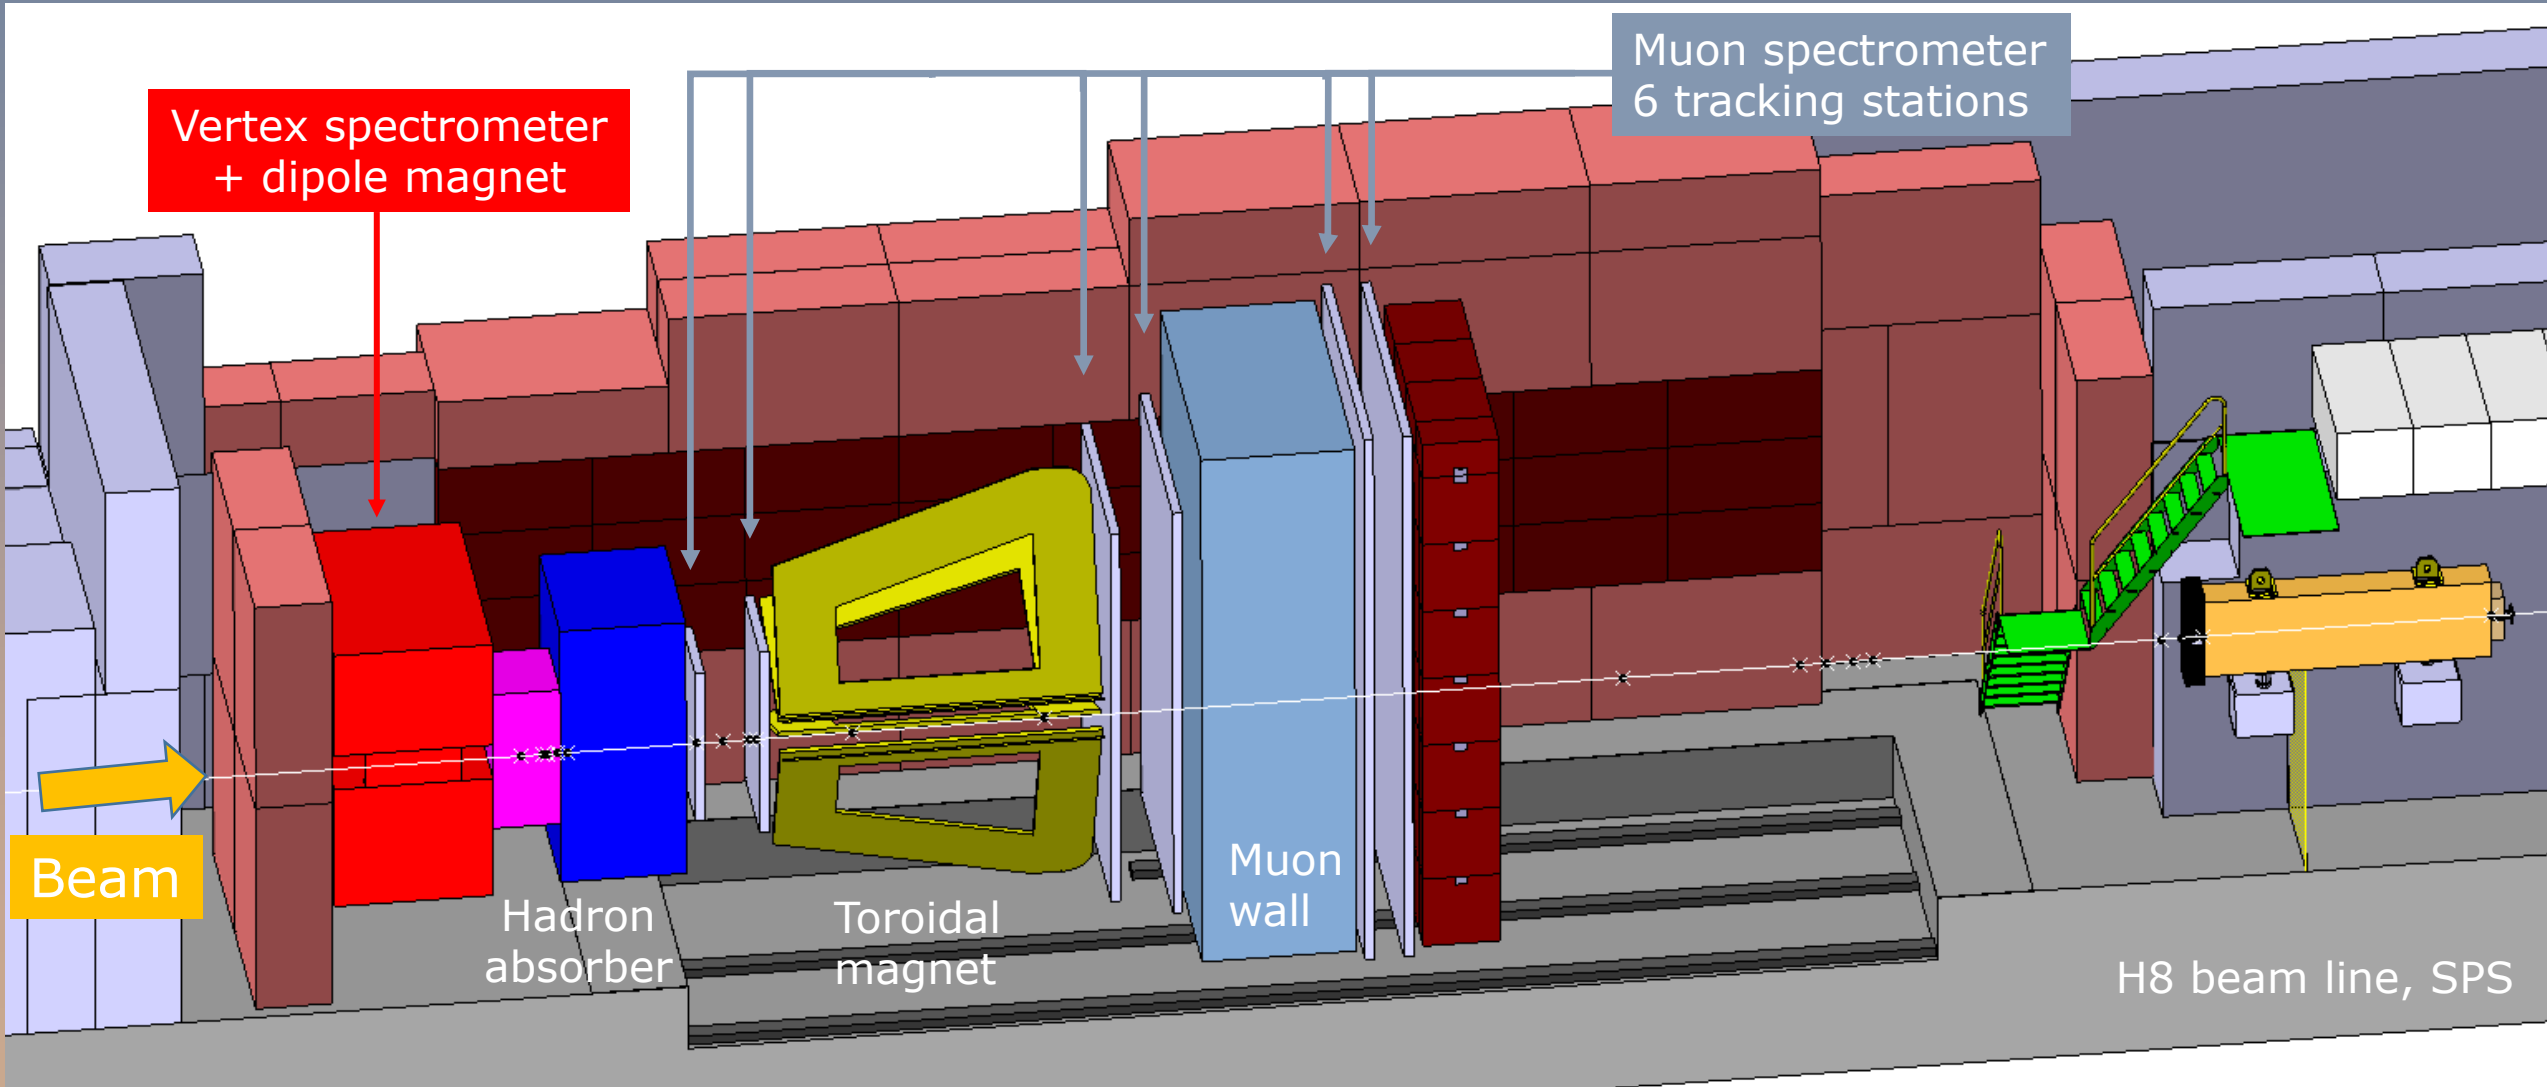 Muon spectrometer
6 tracking stations
Vertex spectrometer
+ dipole magnet
Beam
Hadron
absorber
Toroidal
magnet
Muon
wall
H8 beam line, SPS